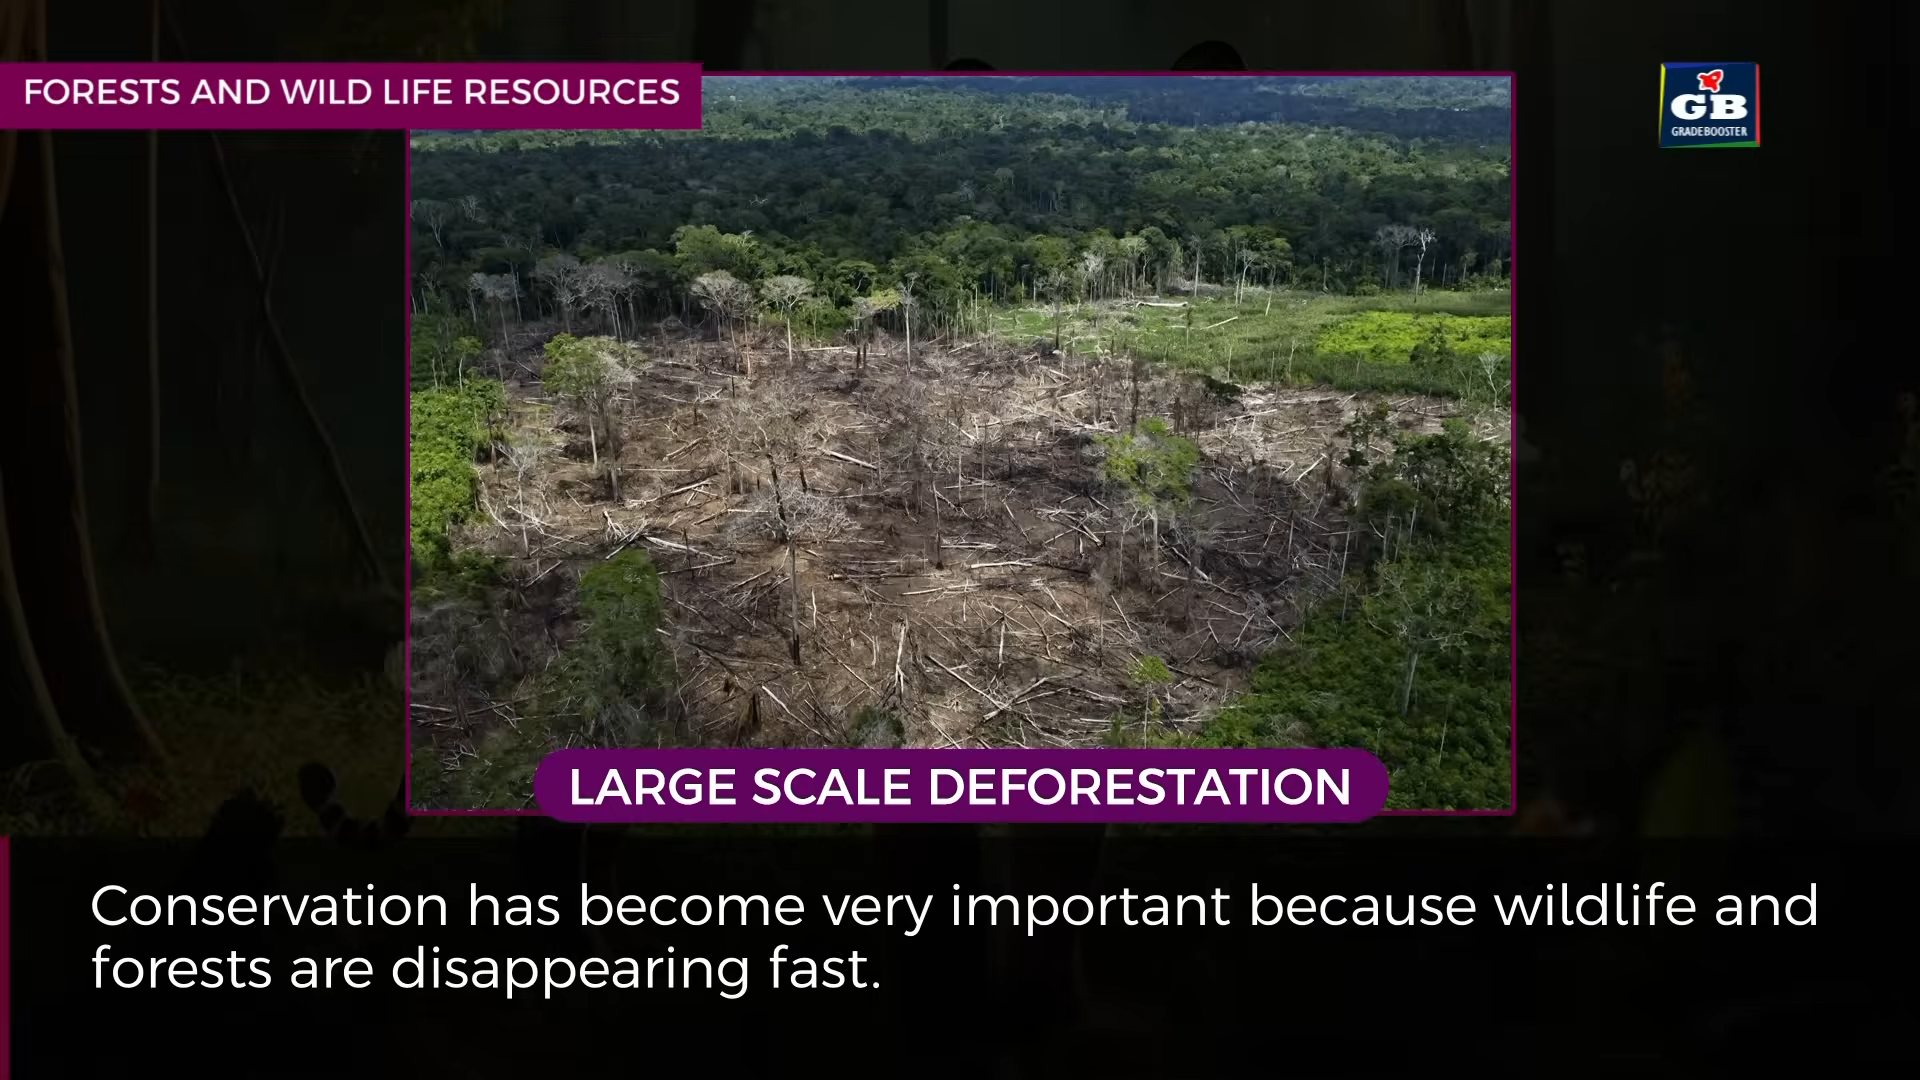 FORESTS AND WILD LIFE RESOURCES
GB
GRADEBOOSTER
LARGE SCALE DEFORESTATION
Conservation has become very important because wildlife and
forests are disappearing fast.